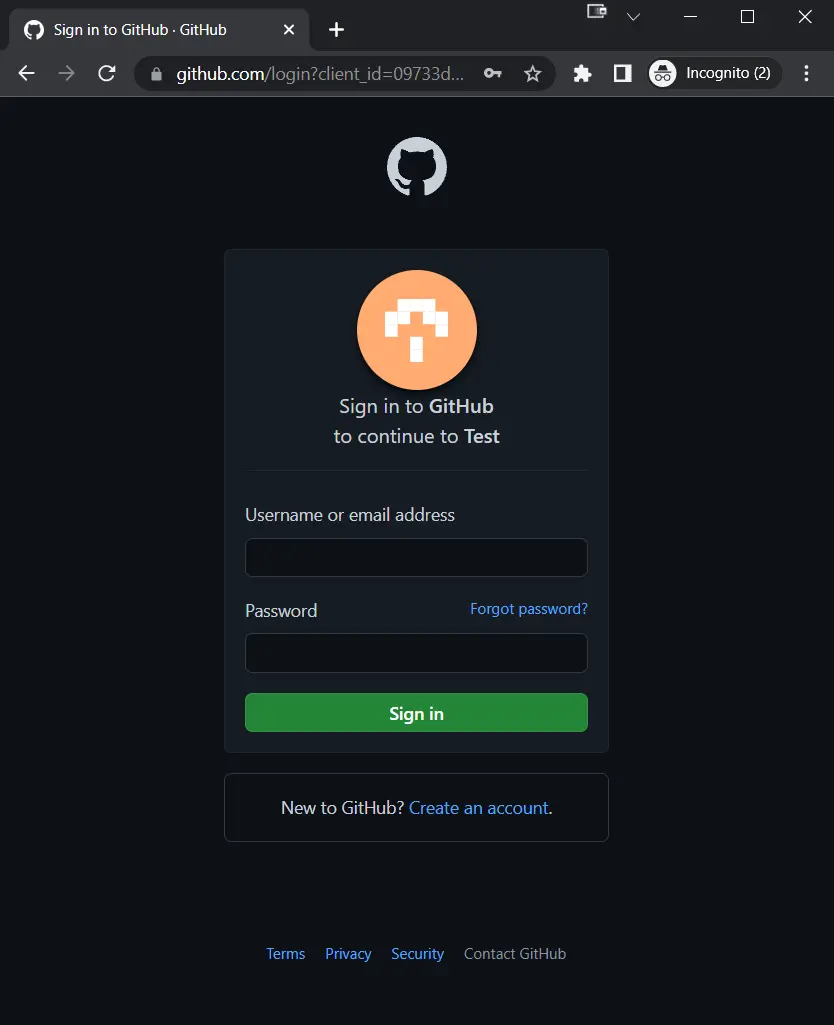 Sign in to GitHub · GitHub
github.com/login?client_id=09733d...
Incognito (2)
Sign in to GitHub
to continue to Test
Username or email address
Password
Forgot password?
Sign in
New to GitHub? Create an account.
Terms Privacy Security Contact GitHub